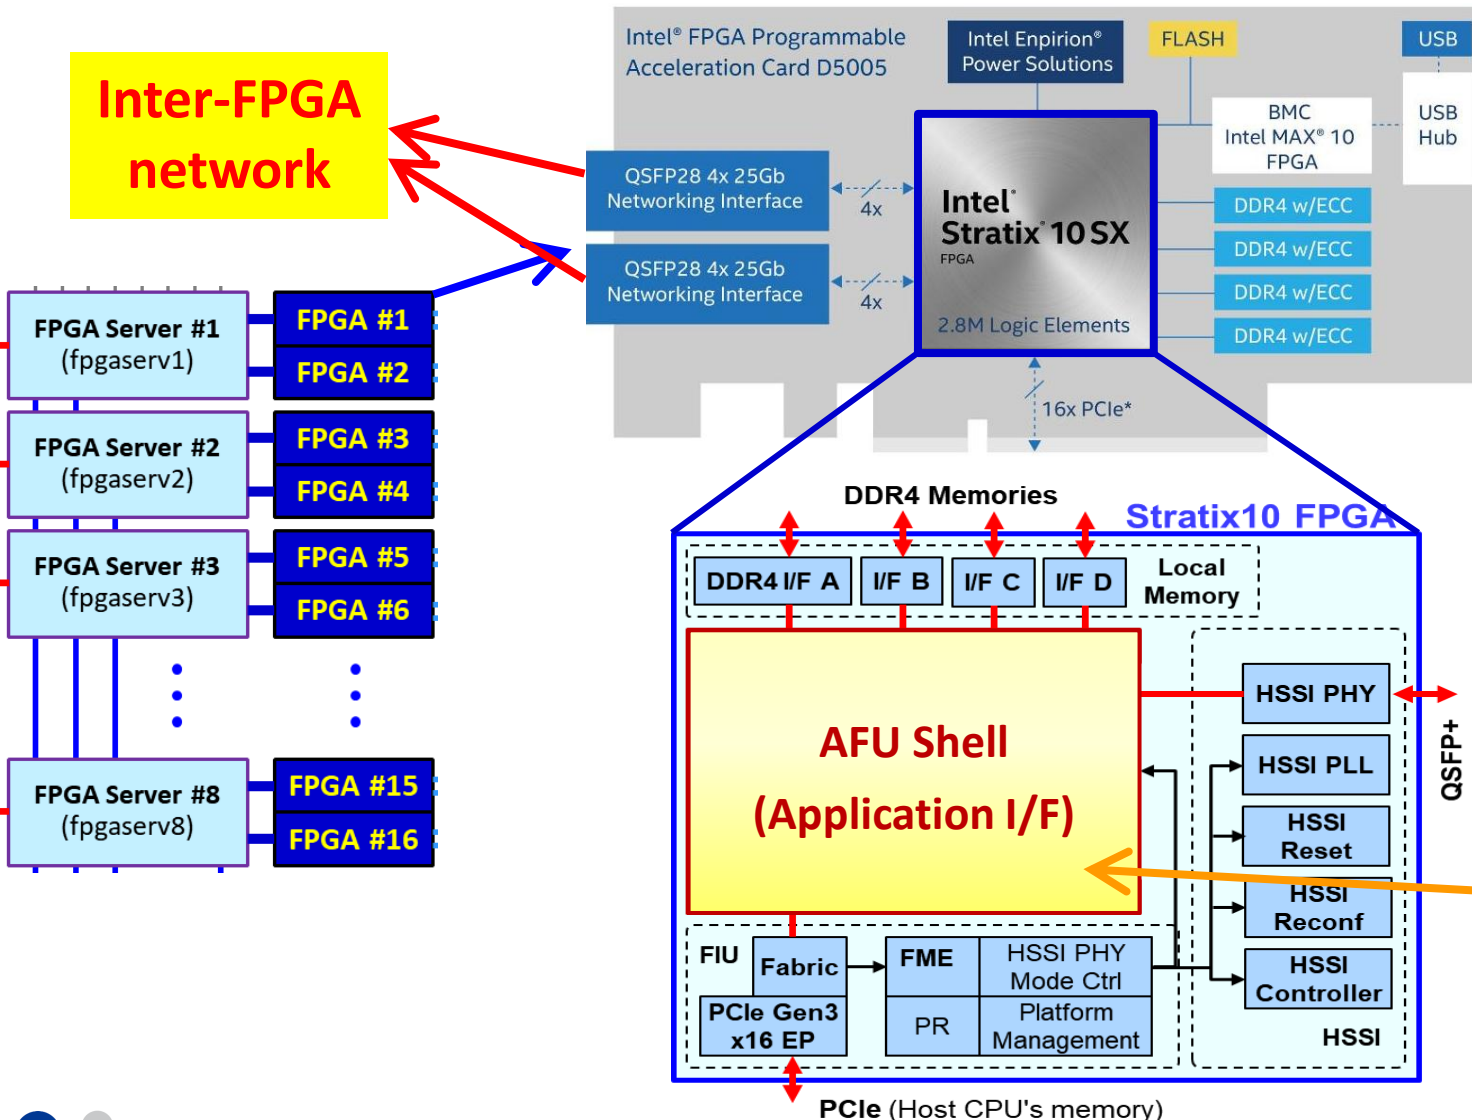 Inter-FPGA
network
FPGA Server #1
(fpgaserv1)
FPGA #1
FPGA #2
FPGA Server #2
(fpgaserv2)
FPGA #3
FPGA #4
FPGA Server #3
(fpgaserv3)
FPGA #5
FPGA #6
FPGA Server #8
(fpgaserv8)
FPGA #15
FPGA #16
Intel® FPGA Programmable
Acceleration Card D5005
Intel Enpirion®
Power Solutions
FLASH
USB
BMC
Intel MAX® 10
FPGA
USB
Hub
QSFP28 4x 25Gb
Networking Interface
4x
QSFP28 4x 25Gb
Networking Interface
4x
Intel®
Stratix® 10 SX
FPGA
2.8M Logic Elements
DDR4 w/ECC
DDR4 w/ECC
DDR4 w/ECC
DDR4 w/ECC
16x PCIe*
DDR4 Memories
Stratix10 FPGA
DDR4 I/F A
I/F B
I/F C
I/F D
Local
Memory
AFU Shell
(Application I/F)
HSSI PHY
HSSI PLL
HSSI
Reset
HSSI
Reconf
HSSI
Controller
HSSI
QSFP+
FIU
Fabric
PCIe Gen3
x16 EP
FME
HSSI PHY
Mode Ctrl
PR
Platform
Management
PCIe (Host CPU's memory)